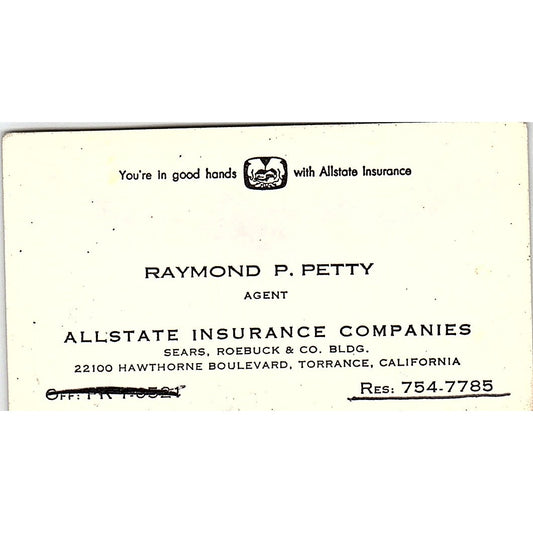 You're in good hands with Allstate Insurance
RAYMOND P. PETTY
AGENT
ALLSTATE INSURANCE COMPANIES
SEARS, ROEBUCK & CO. BLDG.
22100 HAWTHORNE BOULEVARD, TORRANCE, CALIFORNIA
OFF:
RES: 754-7785